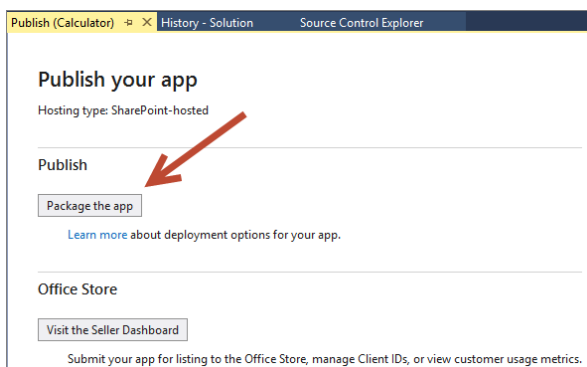 Publish (Calculator) History - Solution Source Control Explorer
Publish your app
Hosting type: SharePoint-hosted
Publish
Package the app
Learn more about deployment options for your app.
Office Store
Visit the Seller Dashboard
Submit your app for listing to the Office Store, manage Client IDs, or view customer usage metrics.